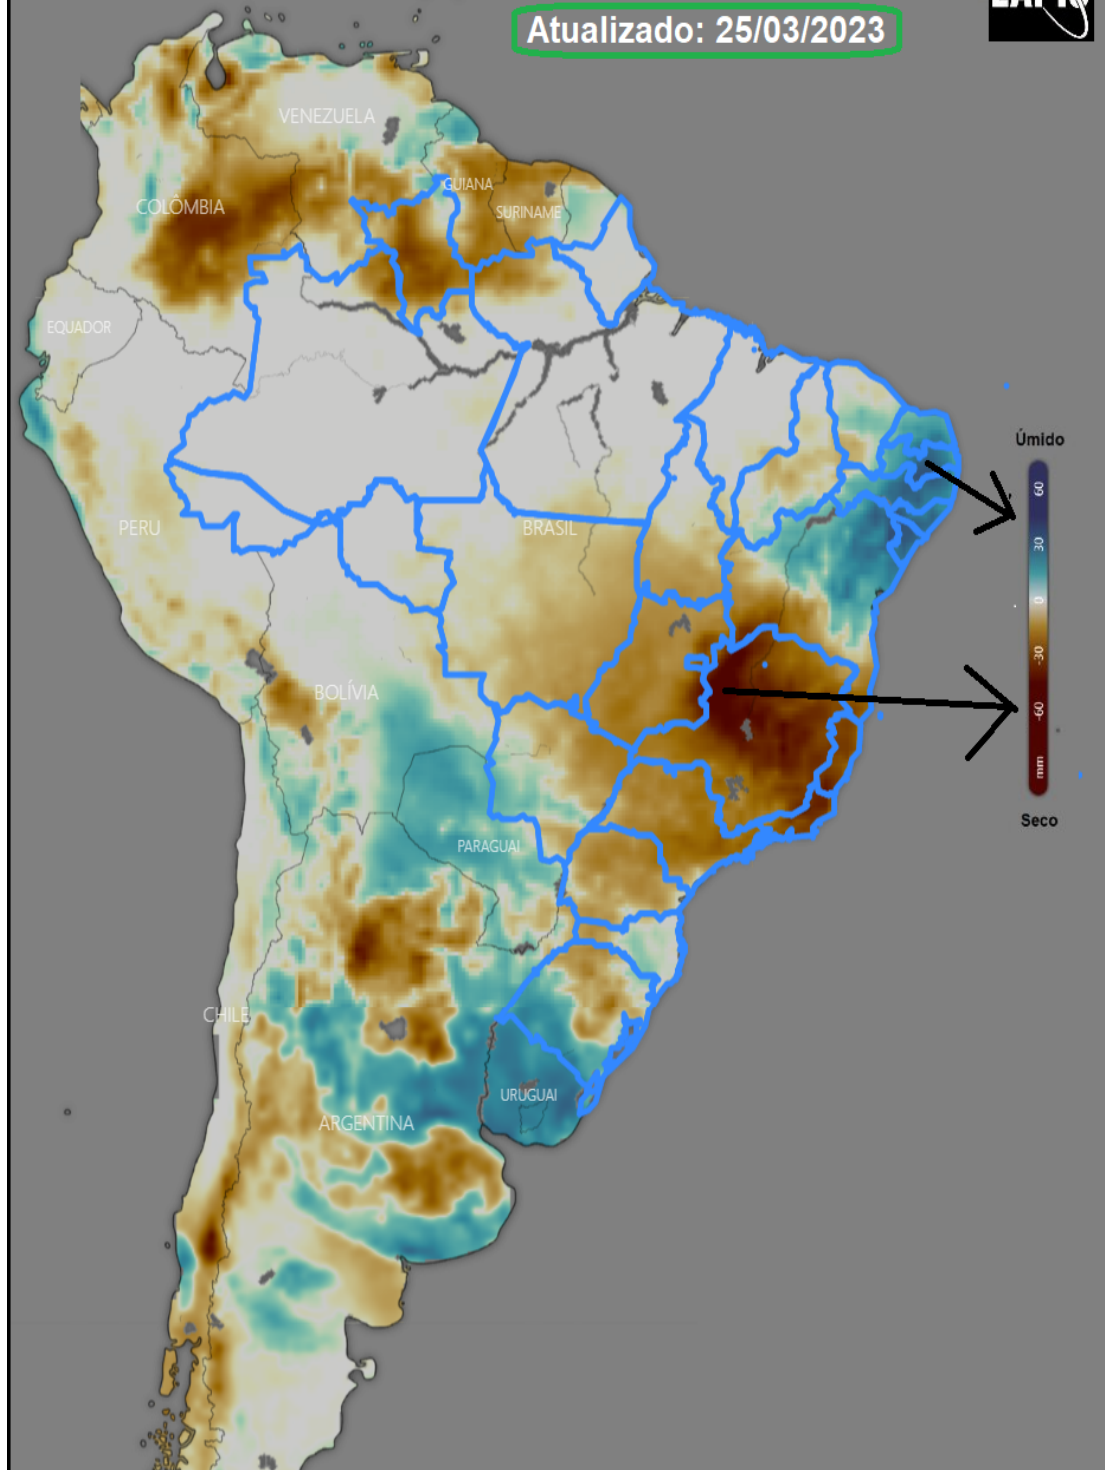 Atualizado: 25/03/2023
VENEZUELA
GUIANA
COLÔMBIA
SURINAME
EQUADOR
Úmido
60
PERU
BRASIL
30
0
-30
BOLÍVIA
-60
mm
Seco
PARAGUAI
CHILE
URUGUAI
ARGENTINA